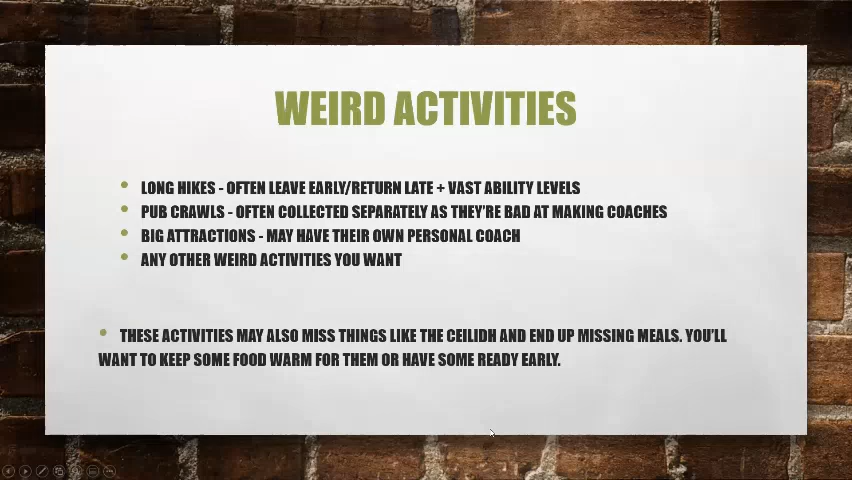 WEIRD ACTIVITIES
• LONG HIKES - OFTEN LEAVE EARLY/RETURN LATE + VAST ABILITY LEVELS
• PUB CRAWLS - OFTEN COLLECTED SEPARATELY AS THEY'RE BAD AT MAKING COACHES
• BIG ATTRACTIONS - MAY HAVE THEIR OWN PERSONAL COACH
• ANY OTHER WEIRD ACTIVITIES YOU WANT
• THESE ACTIVITIES MAY ALSO MISS THINGS LIKE THE CEILIDH AND END UP MISSING MEALS. YOU'LL
WANT TO KEEP SOME FOOD WARM FOR THEM OR HAVE SOME READY EARLY.